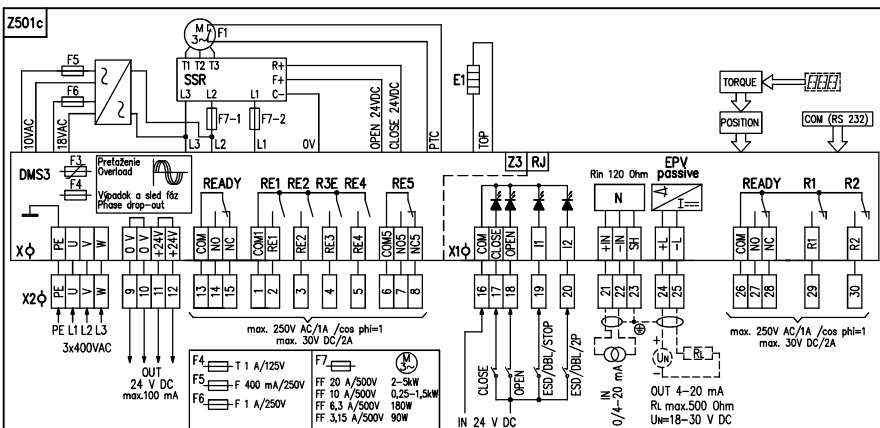 Z501c
M
3~
F1
F5
F6
10VAC
18VAC
T1 T2 T3
SSR
R+
F+
C-
L3 L2 L1
F7-1
F7-2
L3 L2 L1
0V
OPEN 24VDC
CLOSE 24VDC
PTC
E1
TOP
TORQUE
POSITION
COM (RS 232)
DMS3
F3
F4
Preťaženie
Overload
Výpadok a sled fáz
Phase drop-out
READY
RE1 RE2 R3E RE4
RE5
Z3
RJ
Rin 120 Ohm
N
EPV
passive
I
READY
R1
R2
X
PE
U
V
W
0 V
0 V
+24V
+24V
COM
NO
NC
COM1
RE1
RE2
RE3
RE4
COM5
NO5
NC5
X1
COM
CLOSE
OPEN
I1
I2
+IN
-IN
SH
+L
-L
COM
NO
NC
R1
R2
X2
PE
U
V
W
9
10
11
12
13
14
15
1
2
3
4
5
6
7
8
16
17
18
19
20
21
22
23
24
25
26
27
28
29
30
PE L1 L2 L3
3x400VAC
OUT
24 V DC
max.100 mA
max. 250V AC/1A /cos phi=1
max. 30V DC/2A
F4 T 1 A/125V
F5 F 400 mA/250V
F6 F 1 A/250V
F7
M
3~
FF 20 A/500V 2-5kW
FF 10 A/500V 0,25-1,5kW
FF 6,3 A/500V 180W
FF 3,15 A/500V 90W
CLOSE
OPEN
ESD/DBL/STOP
ESD/DBL/2P
IN 24 V DC
IN
0/4-20 mA
+
UN
-
RL
OUT 4-20 mA
RL max.500 Ohm
UN=18-30 V DC
max. 250V AC/1A /cos phi=1
max. 30V DC/2A